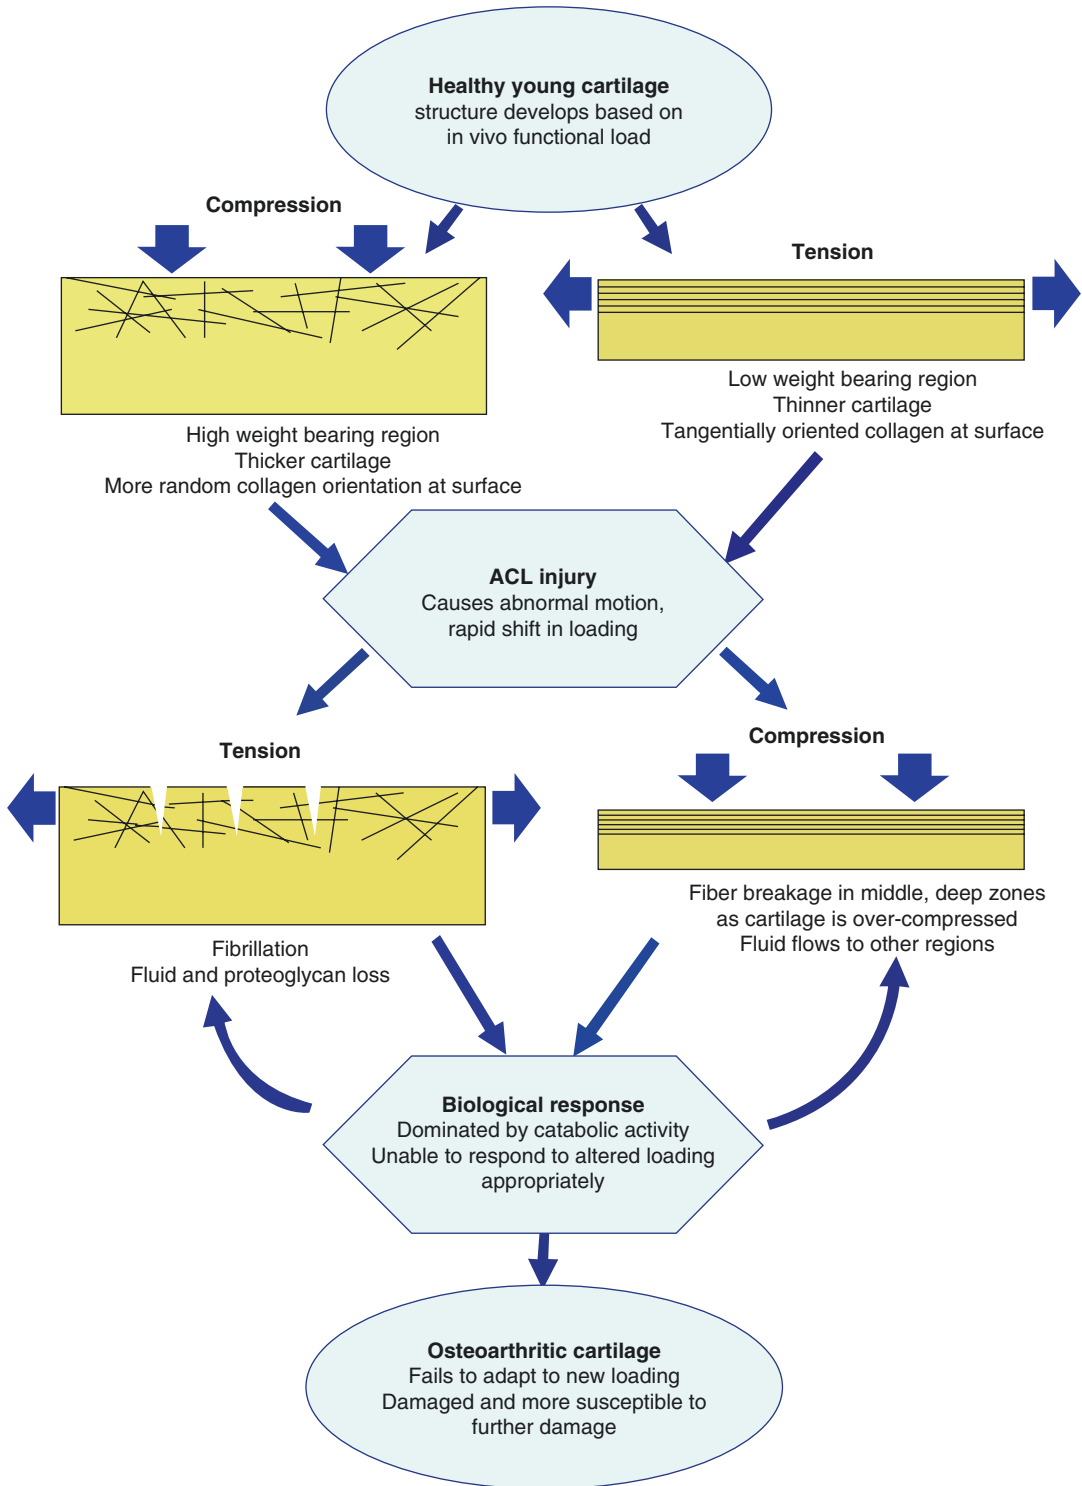 Healthy young cartilage
structure develops based on
in vivo functional load
Compression
Tension
High weight bearing region
Thicker cartilage
More random collagen orientation at surface
Low weight bearing region
Thinner cartilage
Tangentially oriented collagen at surface
ACL injury
Causes abnormal motion,
rapid shift in loading
Tension
Compression
Fibrillation
Fluid and proteoglycan loss
Fiber breakage in middle, deep zones
as cartilage is over-compressed
Fluid flows to other regions
Biological response
Dominated by catabolic activity
Unable to respond to altered loading
appropriately
Osteoarthritic cartilage
Fails to adapt to new loading
Damaged and more susceptible to
further damage